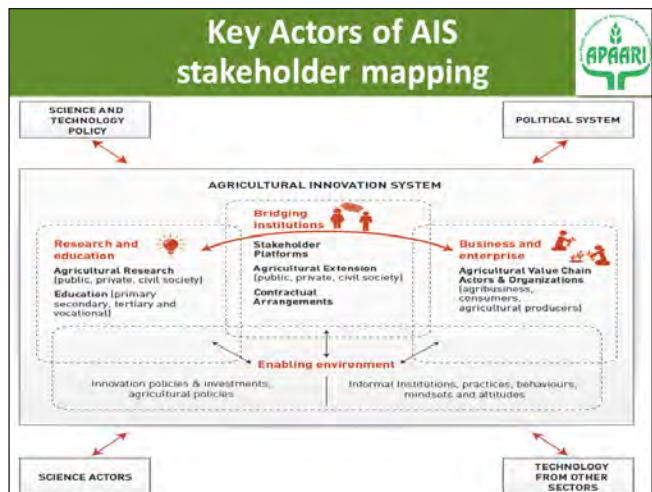 Key Actors of AIS
stakeholder mapping
APAARI
SCIENCE AND
TECHNOLOGY
POLICY
POLITICAL SYSTEM
AGRICULTURAL INNOVATION SYSTEM
Bridging
Institutions
Stakeholder
Platforms
Agricultural Extension
(public, private, civil society)
Contractual
Arrangements
Research and
education
Agricultural Research
(public, private, civil society)
Education (primary
secondary, tertiary and
vocational)
Business and
enterprise
Agricultural Value Chain
Actors & Organizations
(agribusiness,
consumers,
agricultural producers)
Enabling environment
Innovation policies & investments,
agricultural policies
Informal Institutions, practices, behaviours,
mindsets and attitudes
SCIENCE ACTORS
TECHNOLOGY
FROM OTHER
SECTORS